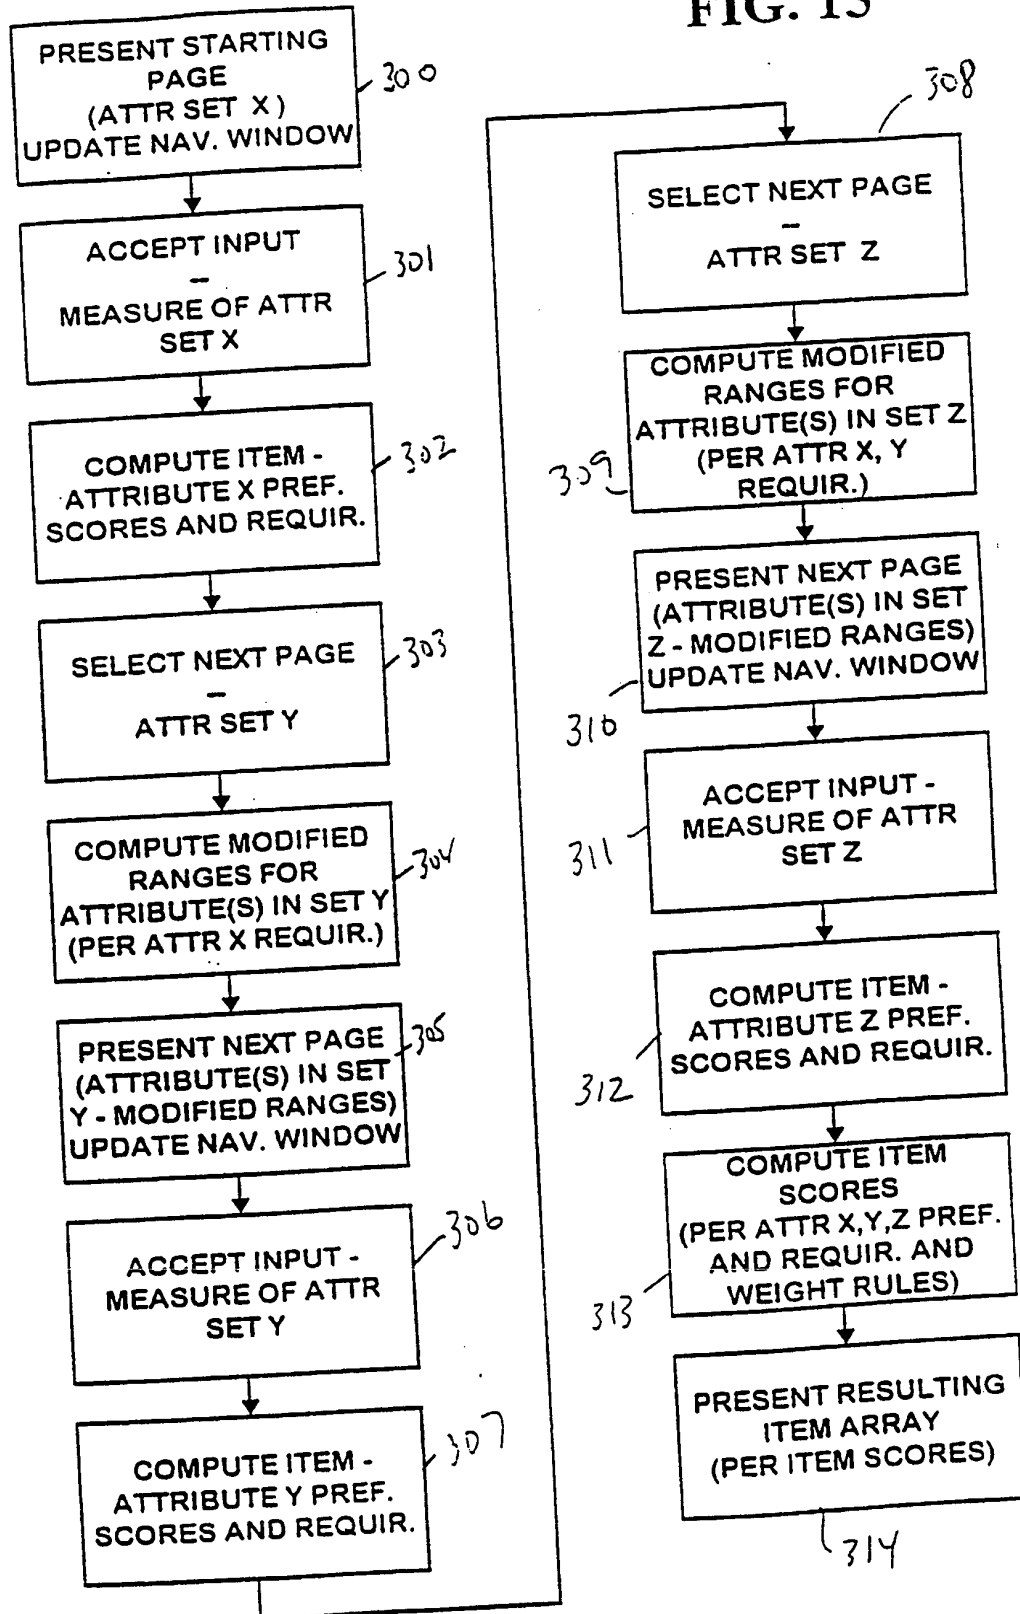 FIG. 13
PRESENT STARTING
PAGE
(ATTR SET X )
UPDATE NAV. WINDOW
300
ACCEPT INPUT
–
MEASURE OF ATTR
SET X
301
COMPUTE ITEM -
ATTRIBUTE X PREF.
SCORES AND REQUIR.
302
SELECT NEXT PAGE
–
ATTR SET Y
303
COMPUTE MODIFIED
RANGES FOR
ATTRIBUTE(S) IN SET Y
(PER ATTR X REQUIR.)
304
PRESENT NEXT PAGE
(ATTRIBUTE(S) IN SET
Y - MODIFIED RANGES)
UPDATE NAV. WINDOW
305
ACCEPT INPUT -
MEASURE OF ATTR
SET Y
306
COMPUTE ITEM -
ATTRIBUTE Y PREF.
SCORES AND REQUIR.
307
SELECT NEXT PAGE
–
ATTR SET Z
308
COMPUTE MODIFIED
RANGES FOR
ATTRIBUTE(S) IN SET Z
(PER ATTR X, Y
REQUIR.)
309
PRESENT NEXT PAGE
(ATTRIBUTE(S) IN SET
Z - MODIFIED RANGES)
UPDATE NAV. WINDOW
310
ACCEPT INPUT -
MEASURE OF ATTR
SET Z
311
COMPUTE ITEM -
ATTRIBUTE Z PREF.
SCORES AND REQUIR.
312
COMPUTE ITEM
SCORES
(PER ATTR X,Y,Z PREF.
AND REQUIR. AND
WEIGHT RULES)
313
PRESENT RESULTING
ITEM ARRAY
(PER ITEM SCORES)
314